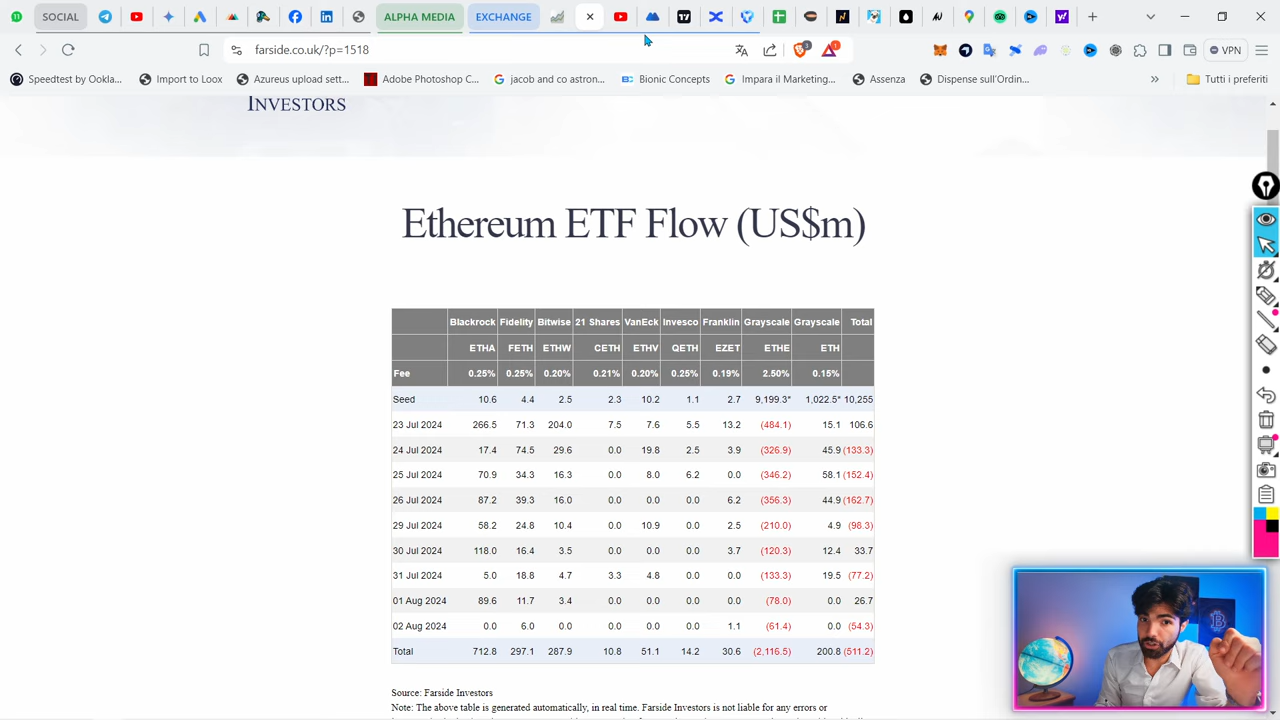 SOCIAL
ALPHA MEDIA
EXCHANGE
farside.co.uk/?p=1518
VPN
Speedtest by Ookla...
Import to Loox
Azureus upload sett...
Adobe Photoshop C...
jacob and co astron...
Bionic Concepts
Impara il Marketing...
Assenza
Dispense sull'Ordin...
Tutti i preferiti
INVESTORS
Ethereum ETF Flow (US$m)
Blackrock Fidelity Bitwise 21 Shares VanEck Invesco Franklin Grayscale Grayscale Total
ETHA FETH ETHW CETH ETHV QETH EZET ETHE ETH
Fee 0.25% 0.25% 0.20% 0.21% 0.20% 0.25% 0.19% 2.50% 0.15%
Seed 10.6 4.4 2.5 2.3 10.2 1.1 2.7 9,199.3* 1,022.5* 10,255
23 Jul 2024 266.5 71.3 204.0 7.5 7.6 5.5 13.2 (484.1) 15.1 106.6
24 Jul 2024 17.4 74.5 29.6 0.0 19.8 2.5 3.9 (326.9) 45.9 (133.3)
25 Jul 2024 70.9 34.3 16.3 0.0 8.0 6.2 0.0 (346.2) 58.1 (152.4)
26 Jul 2024 87.2 39.3 16.0 0.0 0.0 0.0 6.2 (356.3) 44.9 (162.7)
29 Jul 2024 58.2 24.8 10.4 0.0 10.9 0.0 2.5 (210.0) 4.9 (98.3)
30 Jul 2024 118.0 16.4 3.5 0.0 0.0 0.0 3.7 (120.3) 12.4 33.7
31 Jul 2024 5.0 18.8 4.7 3.3 4.8 0.0 0.0 (133.3) 19.5 (77.2)
01 Aug 2024 89.6 11.7 3.4 0.0 0.0 0.0 0.0 (78.0) 0.0 26.7
02 Aug 2024 0.0 6.0 0.0 0.0 0.0 0.0 1.1 (61.4) 0.0 (54.3)
Total 712.8 297.1 287.9 10.8 51.1 14.2 30.6 (2,116.5) 200.8 (511.2)
Source: Farside Investors
Note: The above table is generated automatically, in real time. Farside Investors is not liable for any errors or